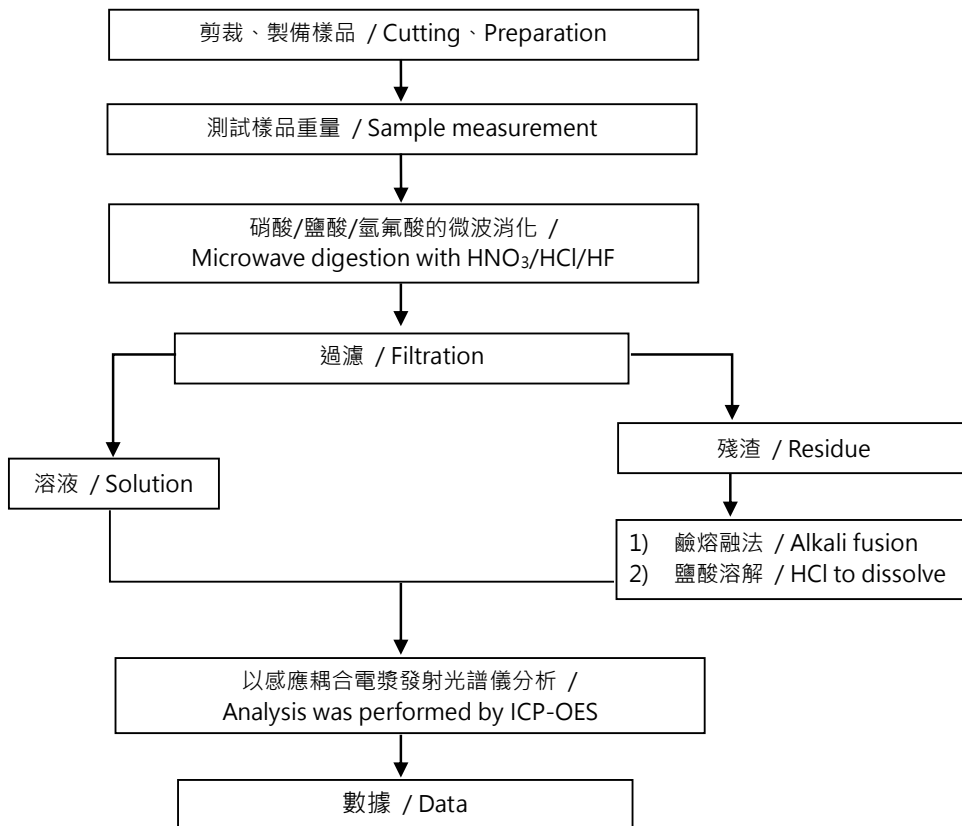 剪裁、製備樣品 / Cutting、Preparation
測試樣品重量 / Sample measurement
硝酸/鹽酸/氫氟酸的微波消化 /
Microwave digestion with HNO₃/HCl/HF
過濾 / Filtration
溶液 / Solution
殘渣 / Residue
1) 鹼熔融法 / Alkali fusion
2) 鹽酸溶解 / HCl to dissolve
以感應耦合電漿發射光譜儀分析 /
Analysis was performed by ICP-OES
數據 / Data